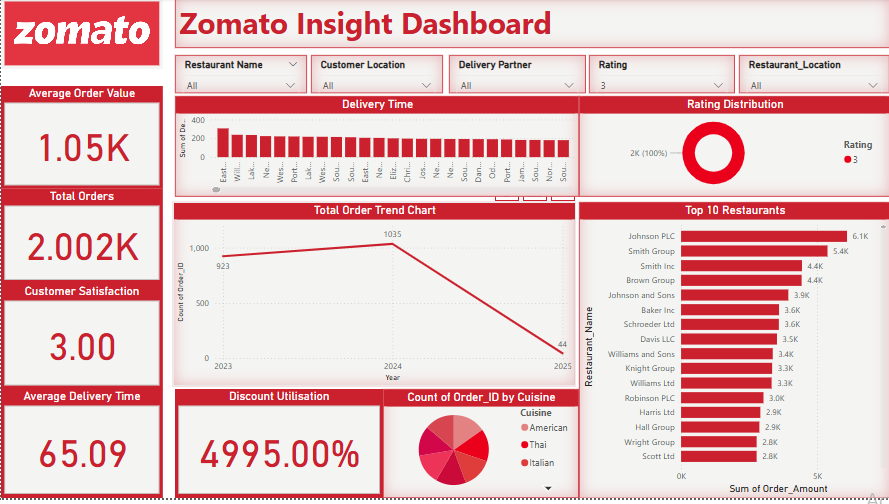 zomato
Zomato Insight Dashboard
Restaurant Name
All
Customer Location
All
Delivery Partner
All
Rating
3
Restaurant_Location
All
Average Order Value
1.05K
Total Orders
2.002K
Customer Satisfaction
3.00
Average Delivery Time
65.09
Delivery Time
Sum of De...
400
200
0
East...
Will...
Lak...
Ne...
Wes...
Port...
Lak...
Wes...
Sou...
Sou...
East...
Ne...
Eliz...
Chri...
Jos...
Ne...
Ne...
Sou...
Dan...
Od...
Port...
Jam...
Sou...
Nor...
Sou...
Rating Distribution
2K (100%)
Rating
3
Total Order Trend Chart
Count of Order_ID
1,000
500
0
923
1035
44
2023
2024
2025
Year
Top 10 Restaurants
Restaurant_Name
Johnson PLC 6.1K
Smith Group 5.4K
Smith Inc 4.4K
Brown Group 4.4K
Johnson and Sons 3.9K
Baker Inc 3.6K
Schroeder Ltd 3.6K
Davis LLC 3.5K
Williams and Sons 3.4K
Knight Group 3.3K
Williams Ltd 3.3K
Robinson PLC 3.0K
Harris Ltd 2.9K
Hall Group 2.9K
Wright Group 2.8K
Scott Ltd 2.8K
0K 5K
Sum of Order_Amount
Discount Utilisation
4995.00%
Count of Order_ID by Cuisine
Cuisine
American
Thai
Italian